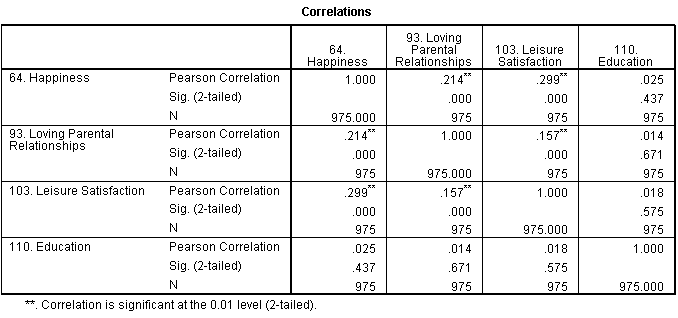 Correlations
64. Happiness 93. Loving Parental Relationships 103. Leisure Satisfaction 110. Education
64. Happiness Pearson Correlation 1.000 .214** .299** .025
Sig. (2-tailed) .000 .000 .437
N 975.000 975 975 975
93. Loving Parental Relationships Pearson Correlation .214** 1.000 .157** .014
Sig. (2-tailed) .000 .000 .671
N 975 975.000 975 975
103. Leisure Satisfaction Pearson Correlation .299** .157** 1.000 .018
Sig. (2-tailed) .000 .000 .575
N 975 975 975.000 975
110. Education Pearson Correlation .025 .014 .018 1.000
Sig. (2-tailed) .437 .671 .575
N 975 975 975 975.000
**. Correlation is significant at the 0.01 level (2-tailed).